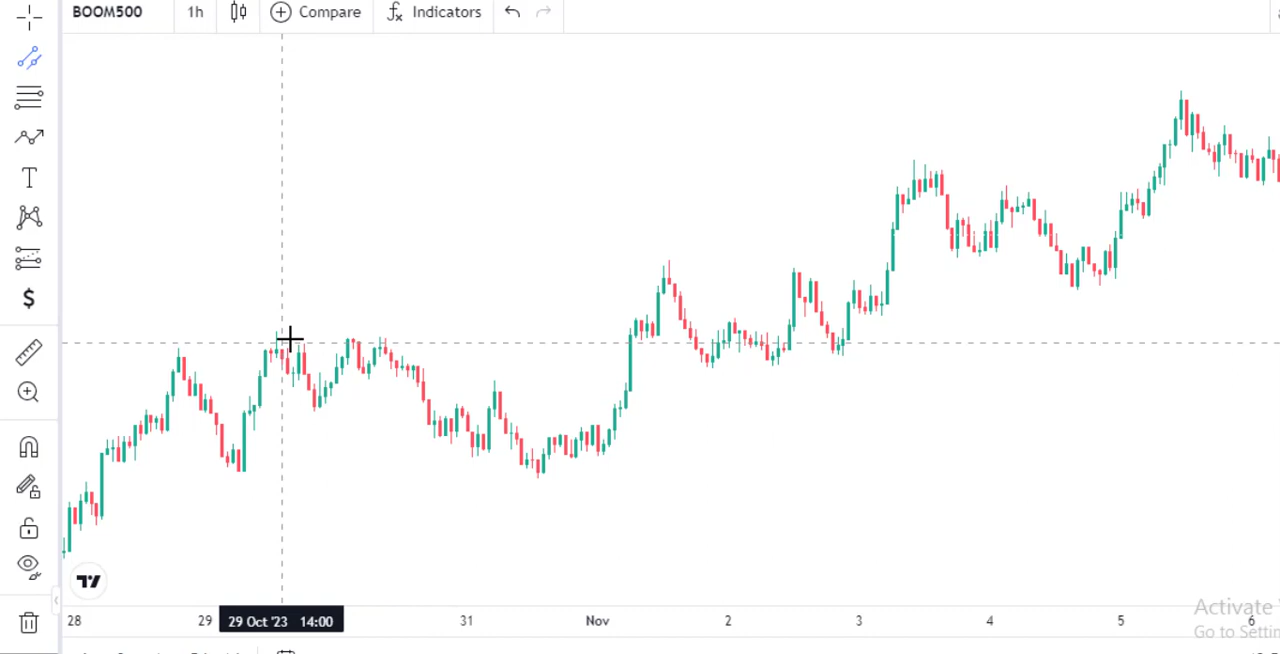 BOOM500 1h Compare Indicators
T
$
28 29 29 Oct '23 14:00 31 Nov 2 3 4 5 6
Activate
Go to Settin